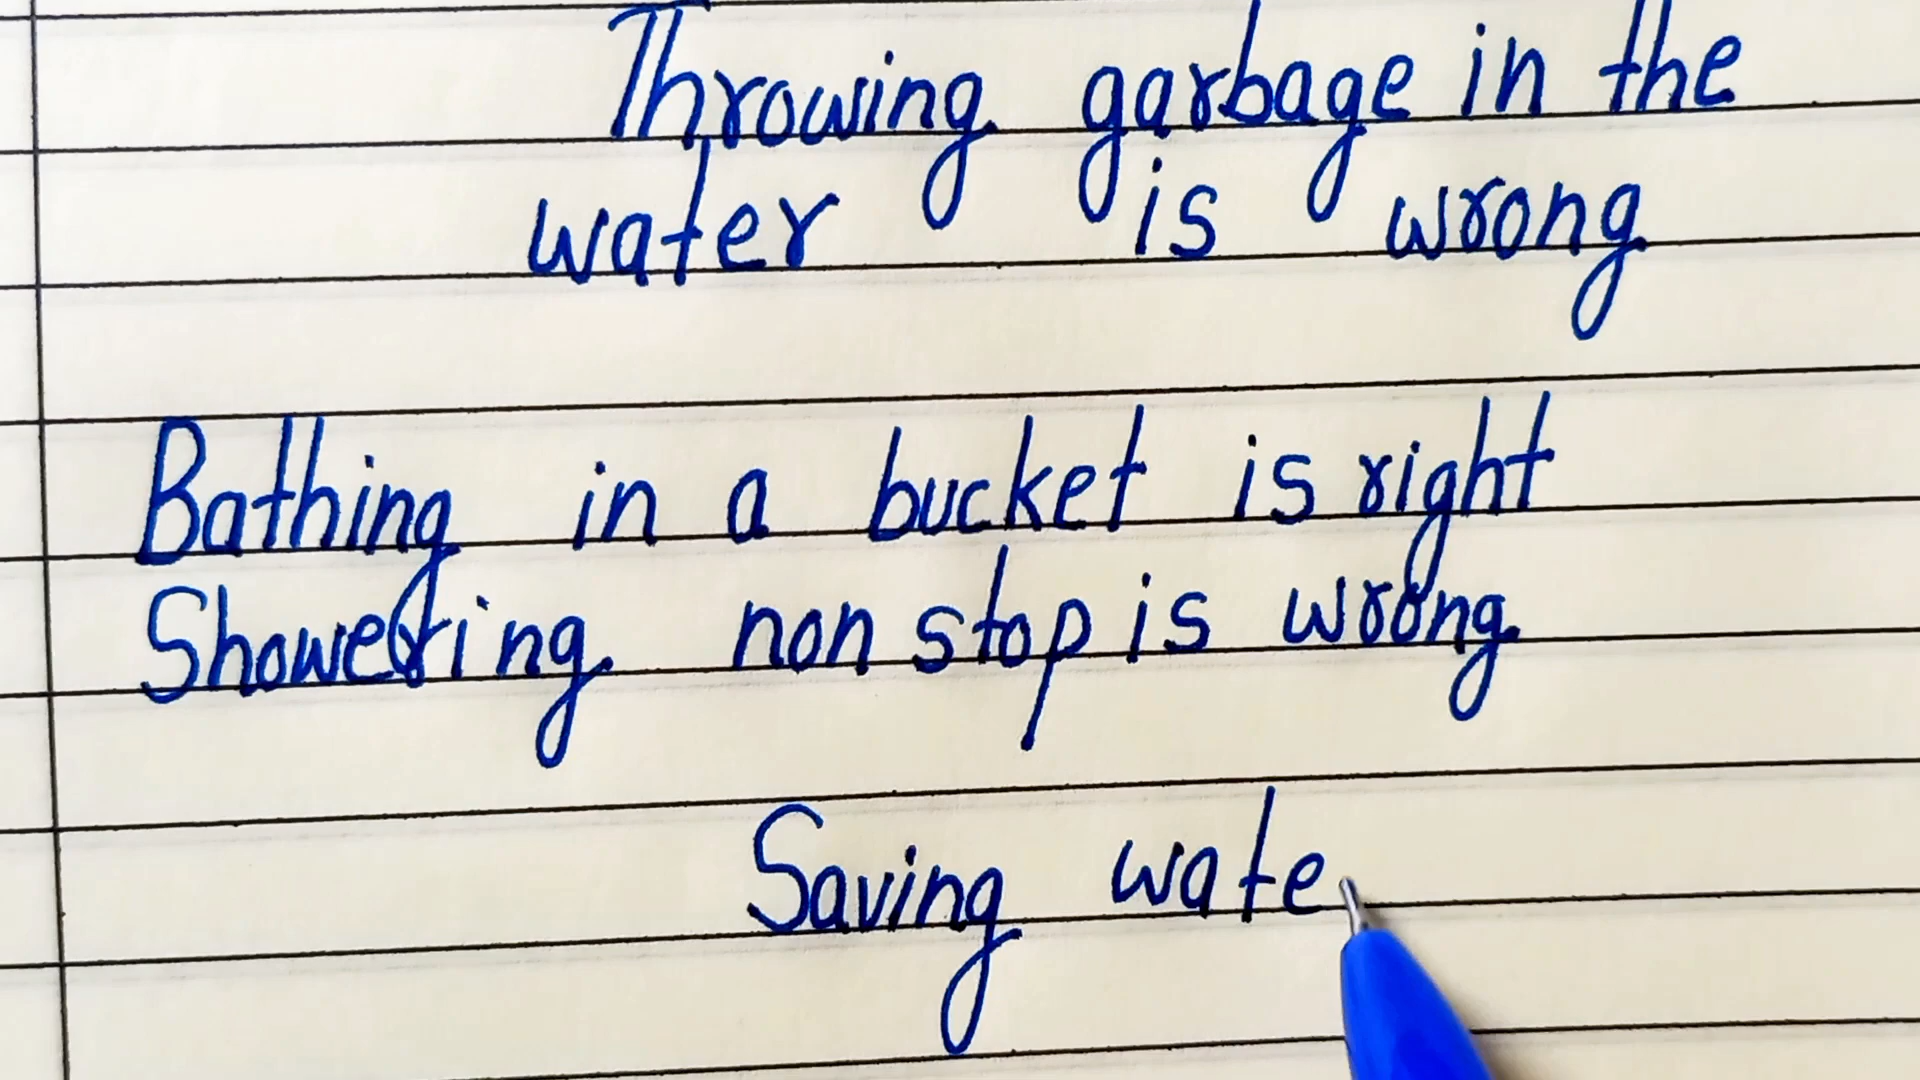 Throwing garbage in the
water is wrong
Bathing in a bucket is right
Showering non stop is wrong.
Saving wate